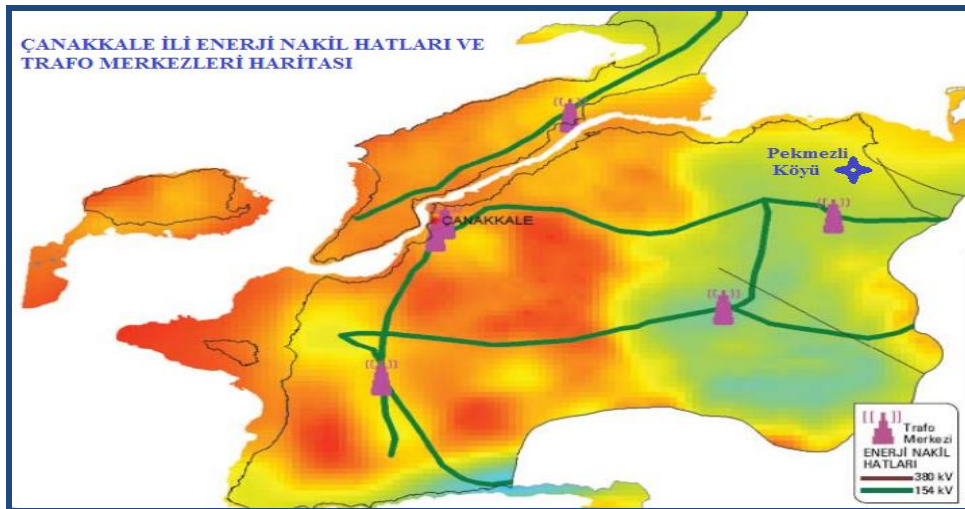 ÇANAKKALE İLİ ENERJİ NAKİL HATLARI VE
TRAFO MERKEZLERİ HARİTASI
Pekmezli
Köyü
ÇANAKKALE
Trafo
Merkezi
ENERJİ NAKİL
HATLARI
380 kV
154 kV